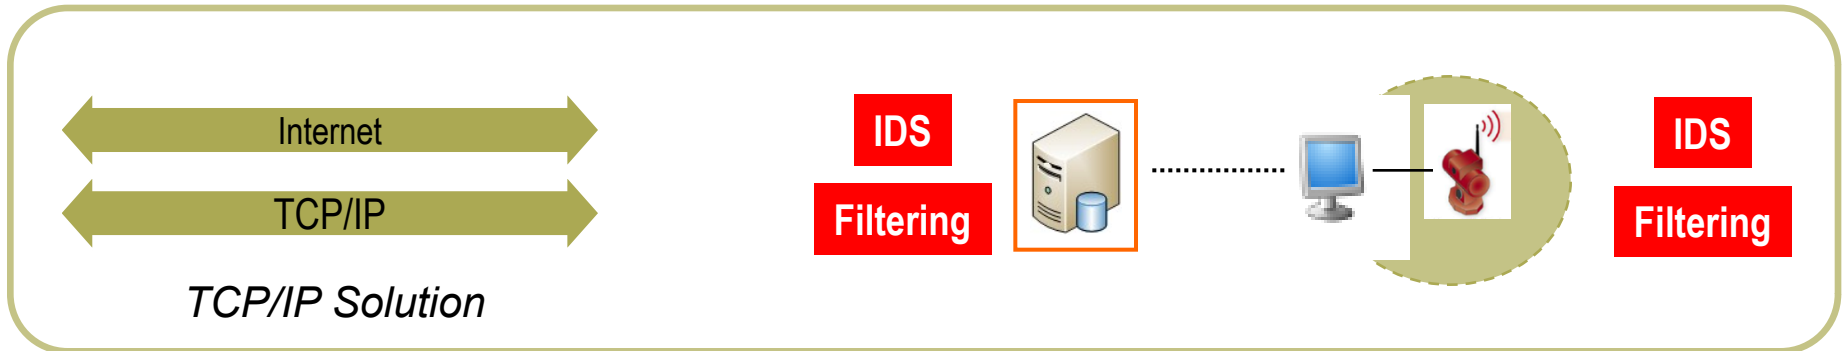 Internet
TCP/IP
TCP/IP Solution
IDS
Filtering
IDS
Filtering